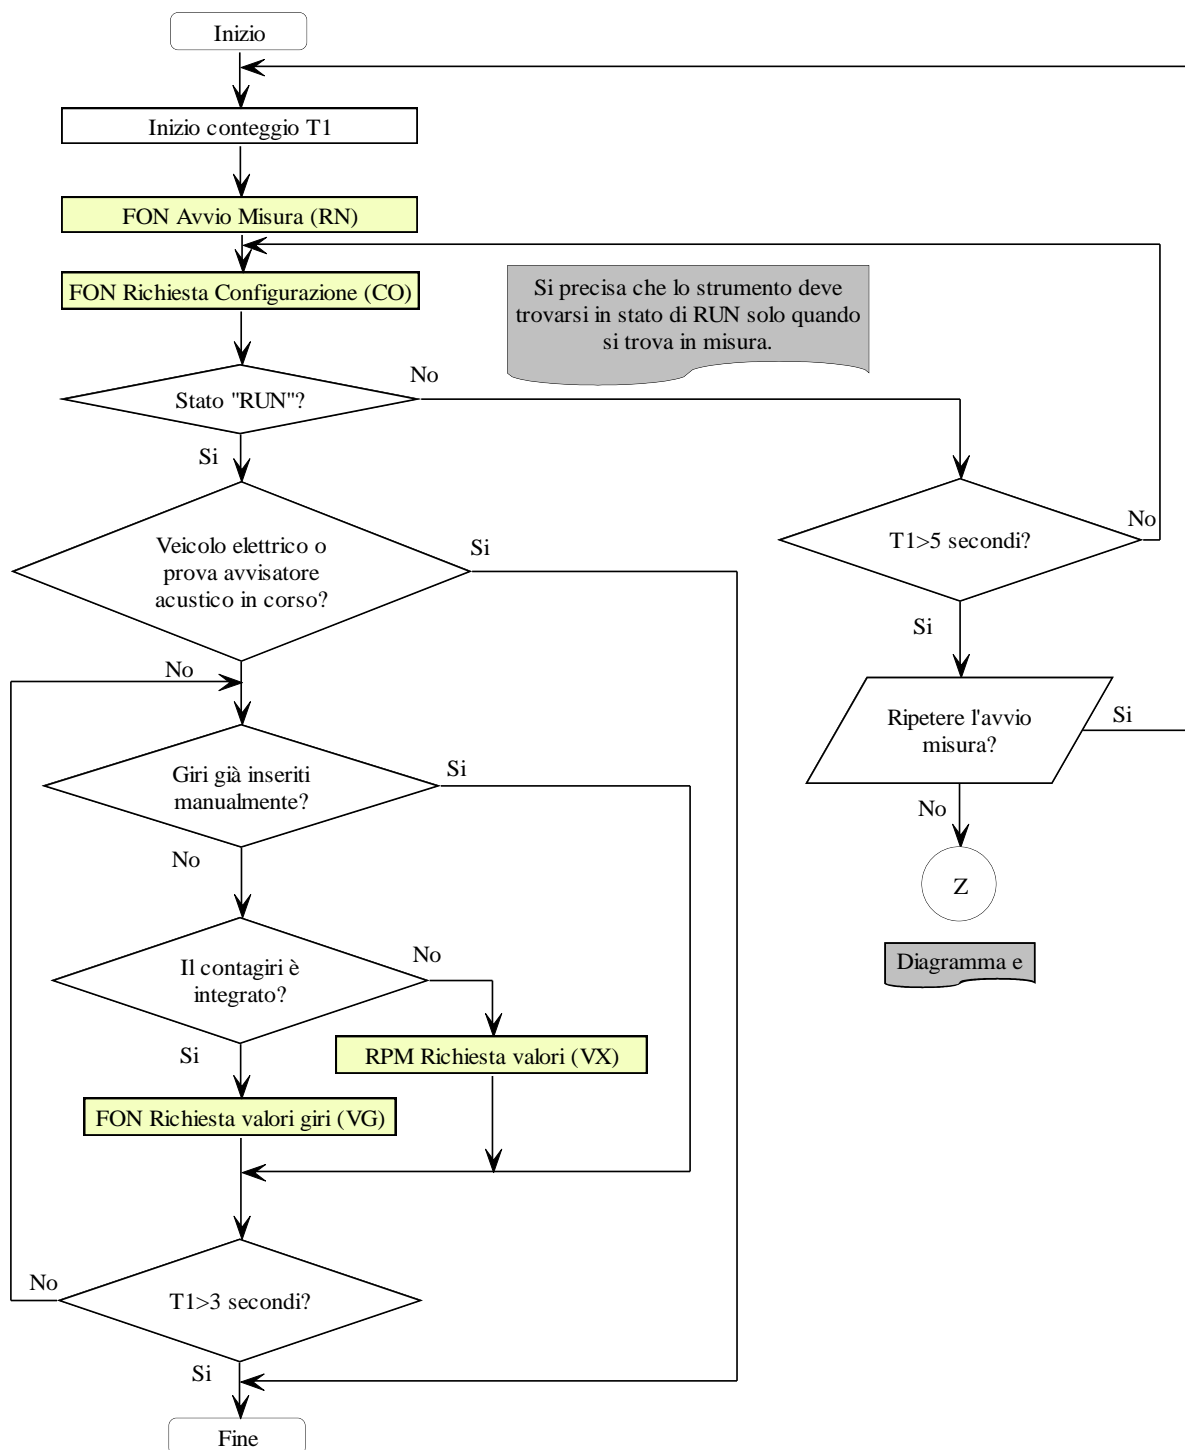 Inizio
Inizio conteggio T1
FON Avvio Misura (RN)
FON Richiesta Configurazione (CO)
Si precisa che lo strumento deve
trovarsi in stato di RUN solo quando
si trova in misura.
Stato "RUN"?
No
Si
Veicolo elettrico o
prova avvisatore
acustico in corso?
Si
No
T1>5 secondi?
No
Si
Ripetere l'avvio
misura?
Si
No
Z
Diagramma e
Giri già inseriti
manualmente?
Si
No
Il contagiri è
integrato?
No
Si
RPM Richiesta valori (VX)
FON Richiesta valori giri (VG)
T1>3 secondi?
No
Si
Fine